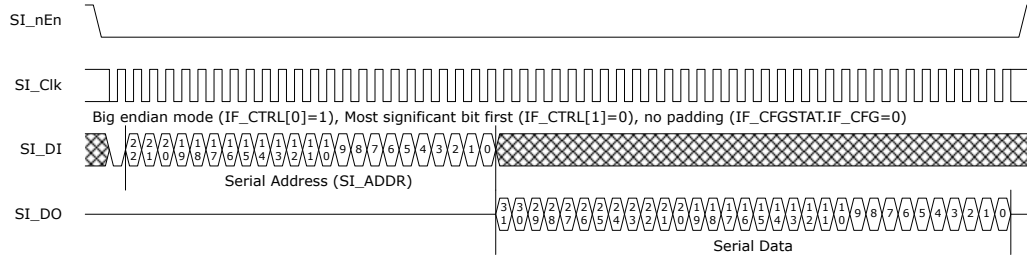 SI_nEn
SI_Clk
Big endian mode (IF_CTRL[0]=1), Most significant bit first (IF_CTRL[1]=0), no padding (IF_CFGSTAT.IF_CFG=0)
SI_DI
22 21 20 19 18 17 16 15 14 13 12 11 10 9 8 7 6 5 4 3 2 1 0
Serial Address (SI_ADDR)
SI_DO
31 30 29 28 27 26 25 24 23 22 21 20 19 18 17 16 15 14 13 12 11 10 9 8 7 6 5 4 3 2 1 0
Serial Data